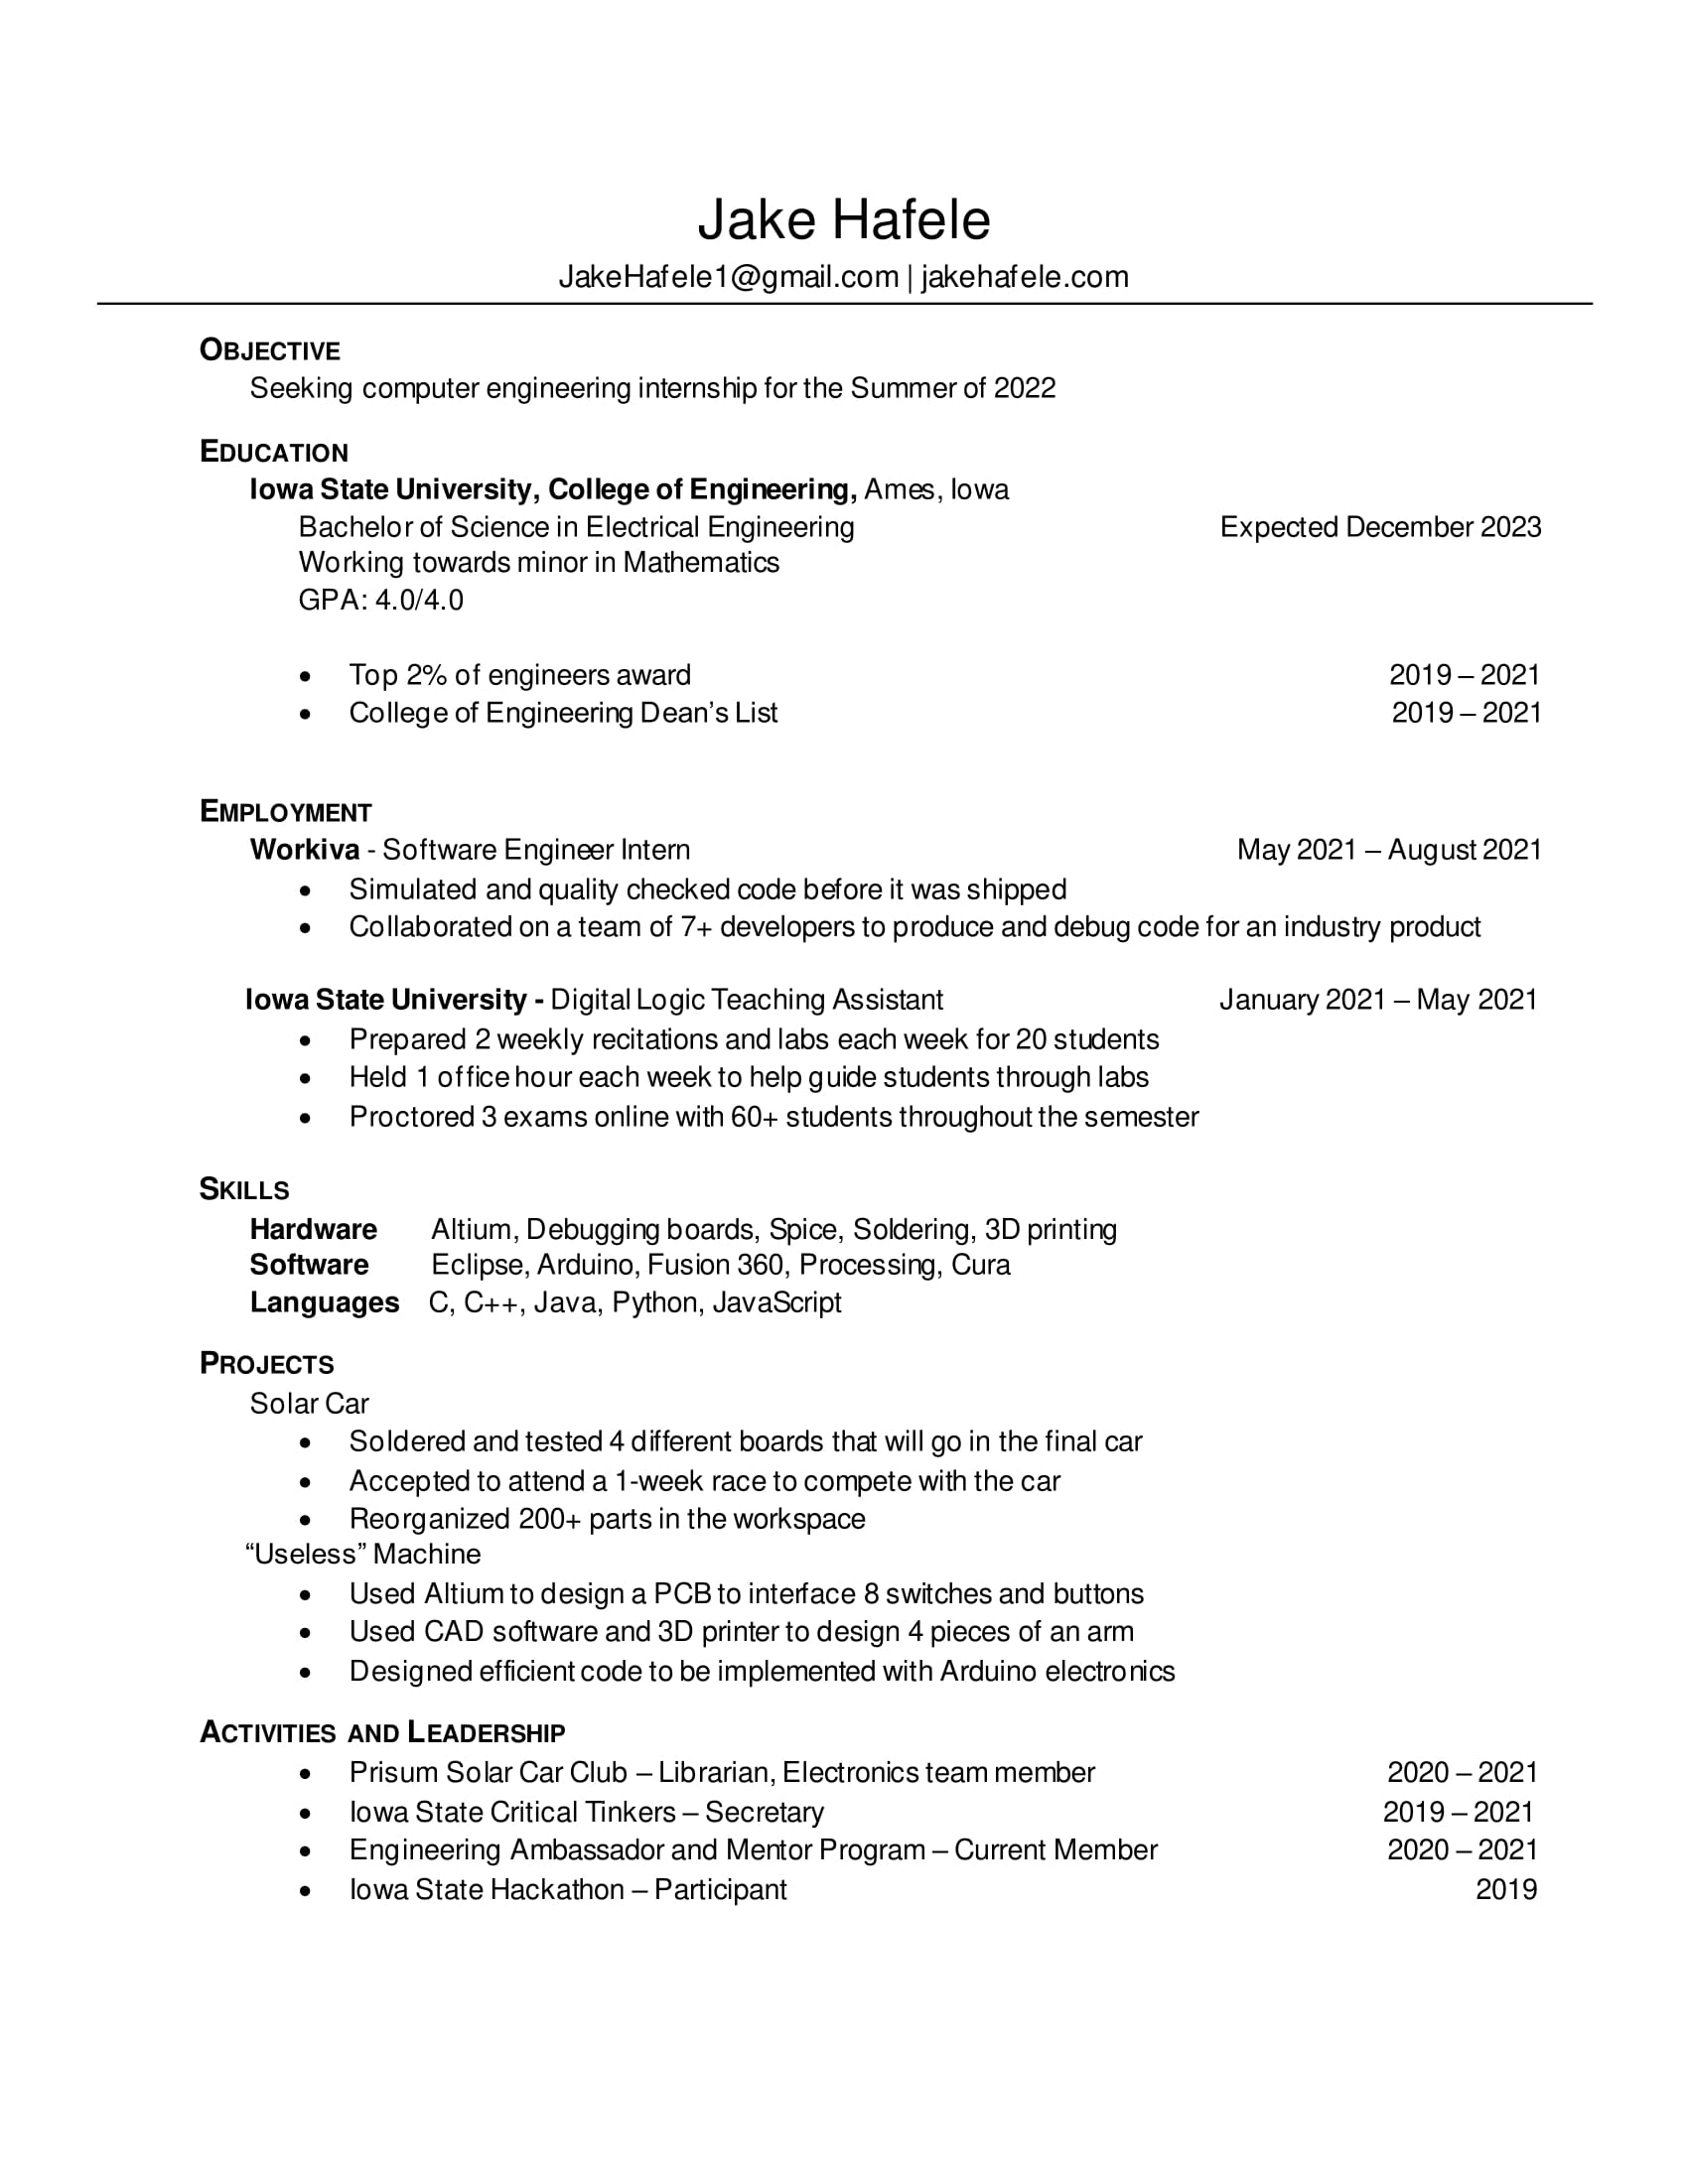 Jake Hafele
JakeHafele1@gmail.com | jakehafele.com
OBJECTIVE
Seeking computer engineering internship for the Summer of 2022
EDUCATION
Iowa State University, College of Engineering, Ames, Iowa
Bachelor of Science in Electrical Engineering Expected December 2023
Working towards minor in Mathematics
GPA: 4.0/4.0
• Top 2% of engineers award 2019 – 2021
• College of Engineering Dean’s List 2019 – 2021
EMPLOYMENT
Workiva - Software Engineer Intern May 2021 – August 2021
• Simulated and quality checked code before it was shipped
• Collaborated on a team of 7+ developers to produce and debug code for an industry product
Iowa State University - Digital Logic Teaching Assistant January 2021 – May 2021
• Prepared 2 weekly recitations and labs each week for 20 students
• Held 1 office hour each week to help guide students through labs
• Proctored 3 exams online with 60+ students throughout the semester
SKILLS
Hardware Altium, Debugging boards, Spice, Soldering, 3D printing
Software Eclipse, Arduino, Fusion 360, Processing, Cura
Languages C, C++, Java, Python, JavaScript
PROJECTS
Solar Car
• Soldered and tested 4 different boards that will go in the final car
• Accepted to attend a 1-week race to compete with the car
• Reorganized 200+ parts in the workspace
“Useless” Machine
• Used Altium to design a PCB to interface 8 switches and buttons
• Used CAD software and 3D printer to design 4 pieces of an arm
• Designed efficient code to be implemented with Arduino electronics
ACTIVITIES AND LEADERSHIP
• Prisum Solar Car Club – Librarian, Electronics team member 2020 – 2021
• Iowa State Critical Tinkers – Secretary 2019 – 2021
• Engineering Ambassador and Mentor Program – Current Member 2020 – 2021
• Iowa State Hackathon – Participant 2019